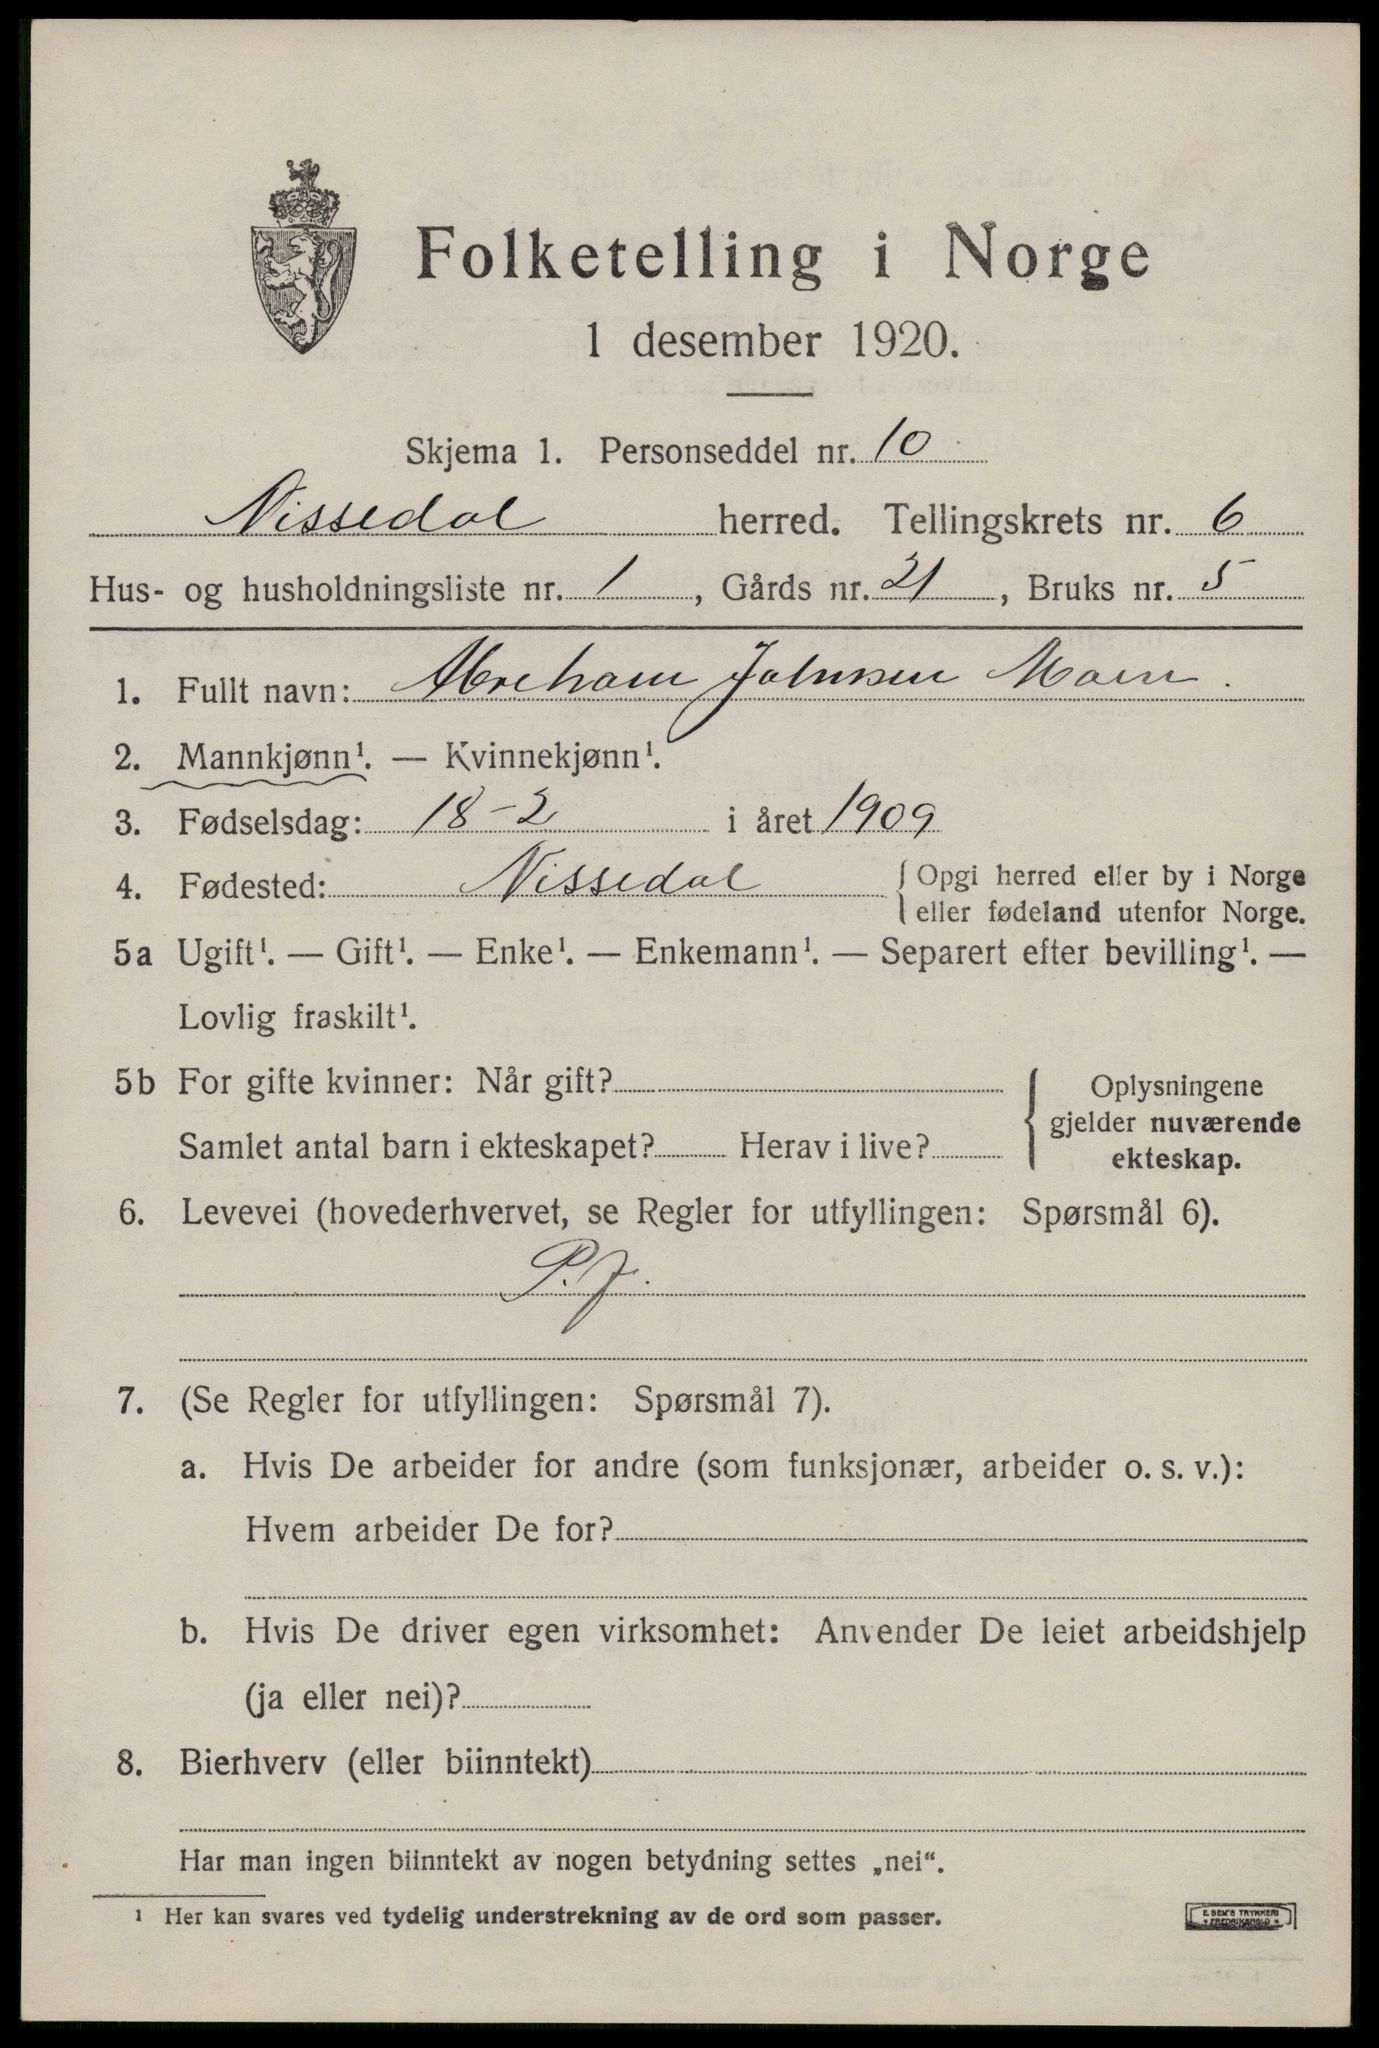 Folketelling i Norge
1 desember 1920.
Skjema 1. Personseddel nr. 10
Nissedal herred. Tellingskrets nr. 6
Hus- og husholdningsliste nr. 1, Gårds nr. 21, Bruks nr. 5
1. Fullt navn: Abreham Johnsen Moen.
2. Mannkjønn¹. — Kvinnekjønn¹.
3. Fødselsdag: 18-2 i året 1909
4. Fødested: Nissedal { Opgi herred eller by i Norge
eller fødeland utenfor Norge.
5a Ugift¹. — Gift¹. — Enke¹. — Enkemann¹. — Separert efter bevilling¹. —
Lovlig fraskilt¹.
5b For gifte kvinner: Når gift? { Oplysningene
gjelder nuværende
Samlet antal barn i ekteskapet? Herav i live? ekteskap.
6. Levevei (hovederhvervet, se Regler for utfyllingen: Spørsmål 6).
P.f.
7. (Se Regler for utfyllingen: Spørsmål 7).
a. Hvis De arbeider for andre (som funksjonær, arbeider o. s. v.):
Hvem arbeider De for?
b. Hvis De driver egen virksomhet: Anvender De leiet arbeidshjelp
(ja eller nei)?
8. Bierhverv (eller biinntekt)
Har man ingen biinntekt av nogen betydning settes „nei“.
¹ Her kan svares ved tydelig understrekning av de ord som passer.
E. SEM'S TRYKKERI
• FREDRIKSHALD •